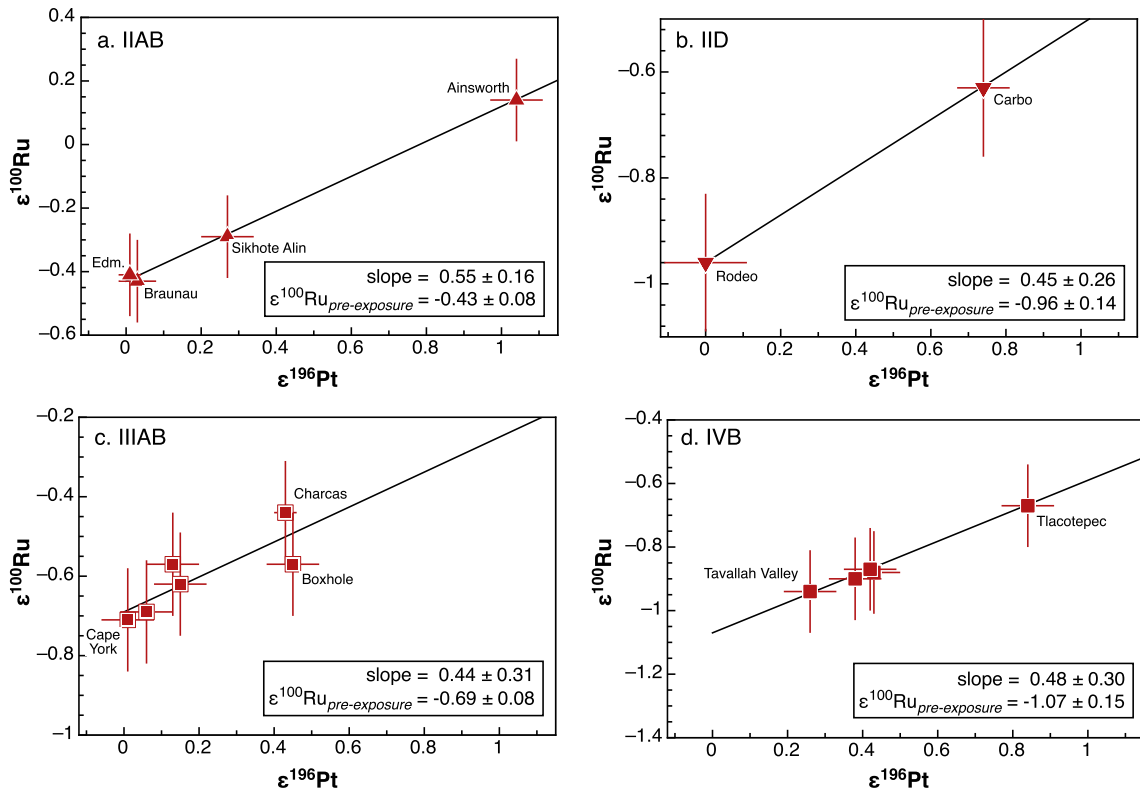 a. IIAB
ε¹⁰⁰Ru
0.4
0.2
0
−0.2
−0.4
−0.6
Ainsworth
Sikhote Alin
Edm.
Braunau
slope = 0.55 ± 0.16
ε¹⁰⁰Ru_pre-exposure = -0.43 ± 0.08
0 0.2 0.4 0.6 0.8 1
ε¹⁹⁶Pt
b. IID
ε¹⁰⁰Ru
−0.6
−0.8
−1
Carbo
Rodeo
slope = 0.45 ± 0.26
ε¹⁰⁰Ru_pre-exposure = -0.96 ± 0.14
0 0.2 0.4 0.6 0.8 1
ε¹⁹⁶Pt
c. IIIAB
ε¹⁰⁰Ru
−0.2
−0.4
−0.6
−0.8
−1
Charcas
Boxhole
Cape
York
slope = 0.44 ± 0.31
ε¹⁰⁰Ru_pre-exposure = -0.69 ± 0.08
0 0.2 0.4 0.6 0.8 1
ε¹⁹⁶Pt
d. IVB
ε¹⁰⁰Ru
−0.4
−0.6
−0.8
−1
−1.2
−1.4
Tlacotepec
Tavallah Valley
slope = 0.48 ± 0.30
ε¹⁰⁰Ru_pre-exposure = -1.07 ± 0.15
0 0.2 0.4 0.6 0.8 1
ε¹⁹⁶Pt